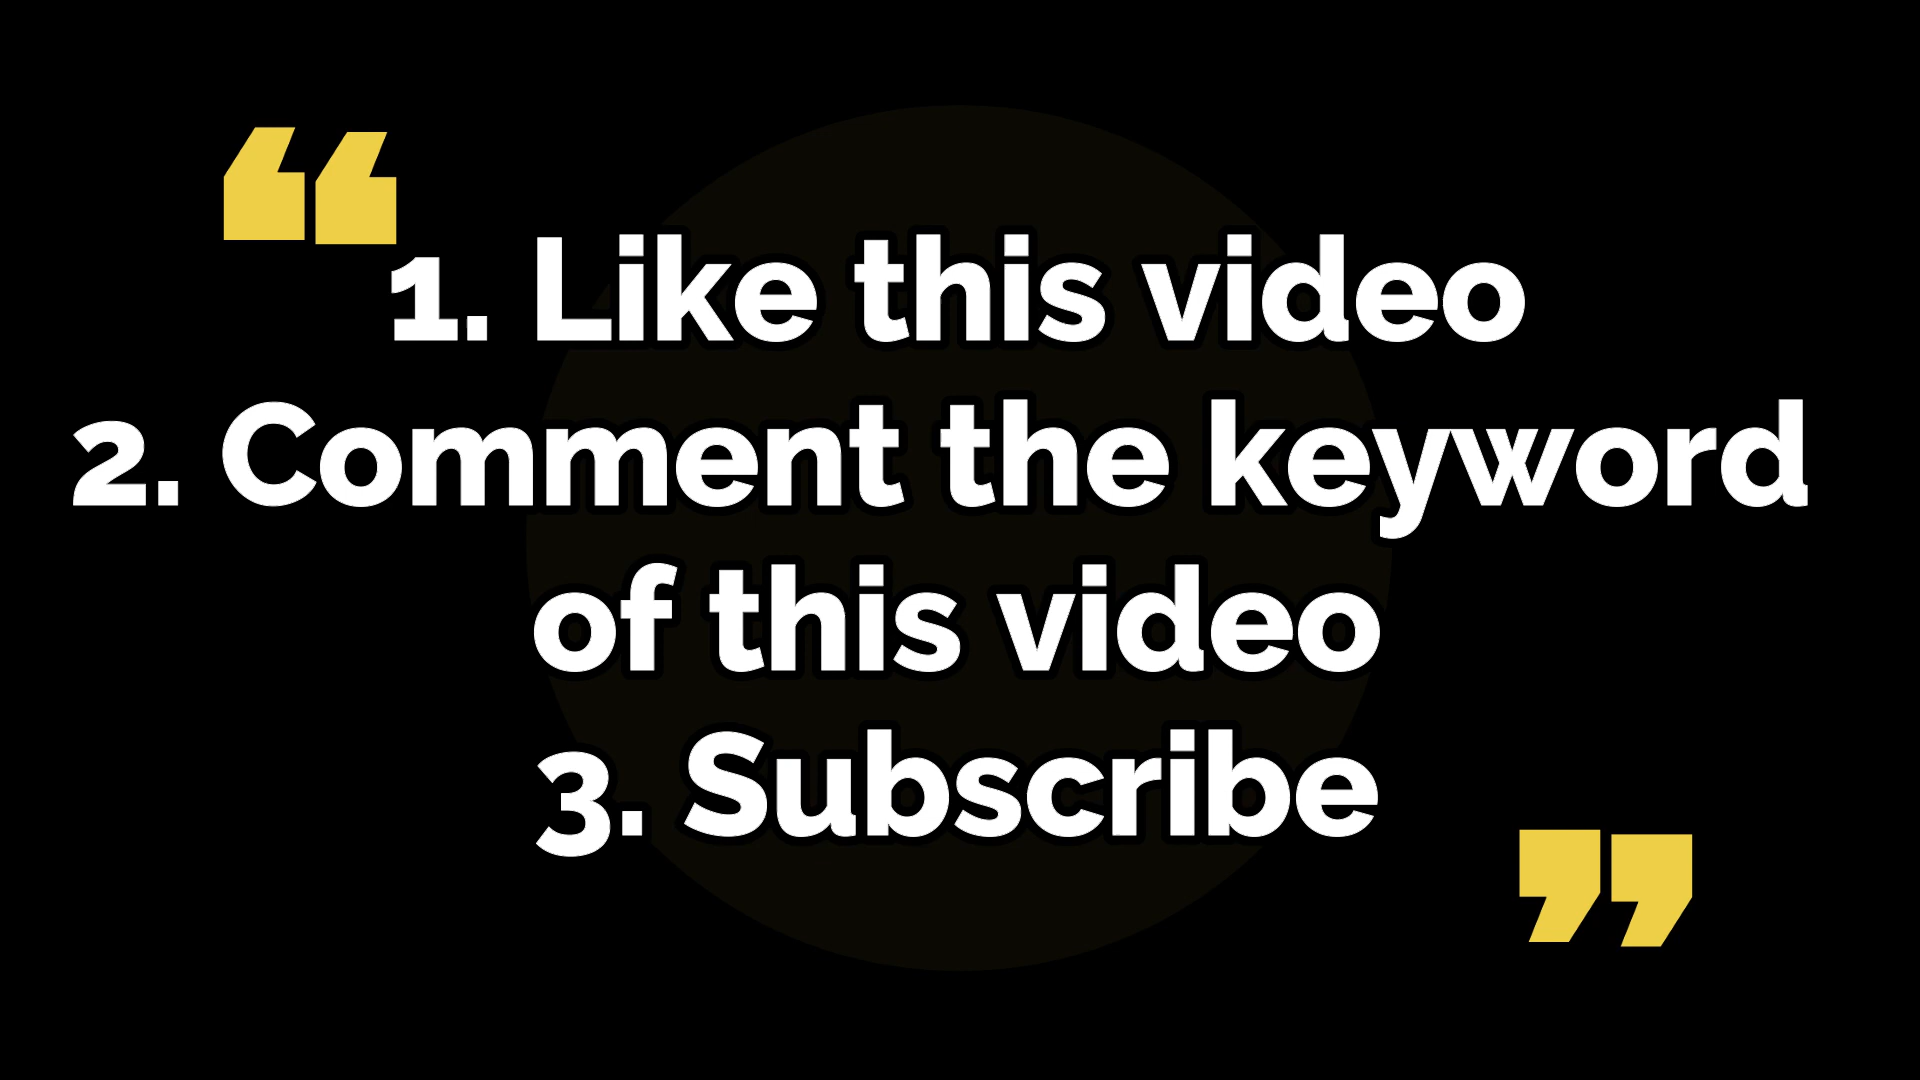 “1. Like this video
2. Comment the keyword
of this video
3. Subscribe”